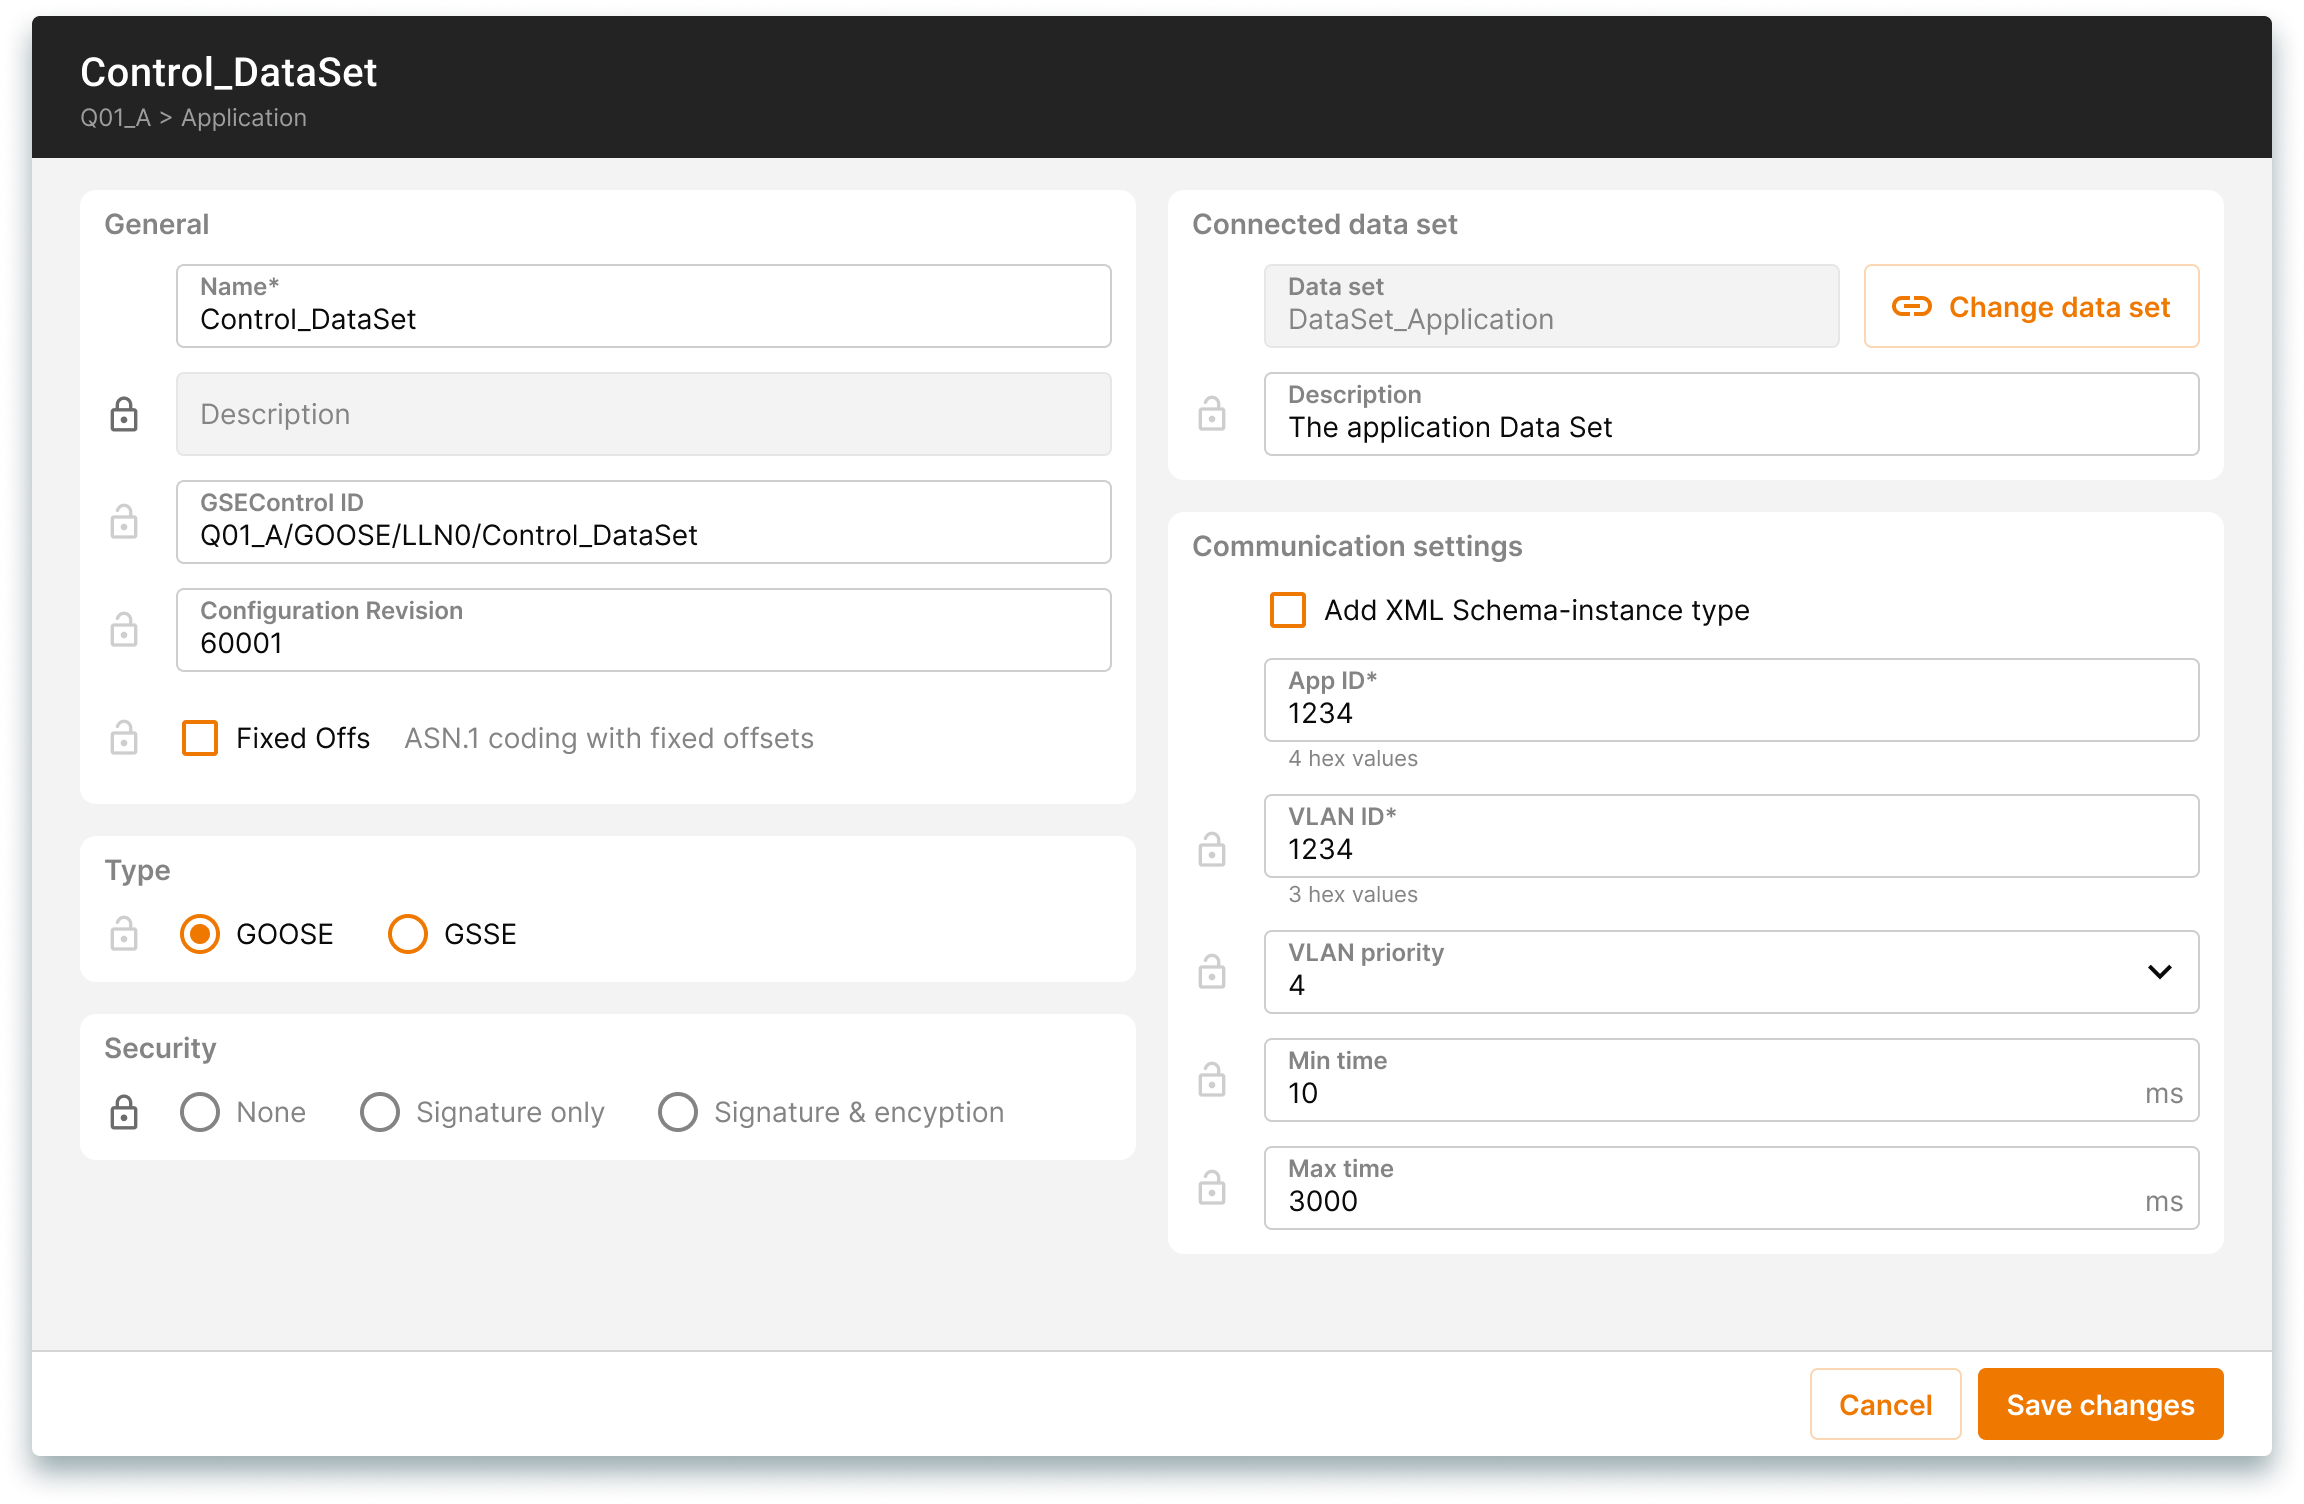 Control_DataSet
Q01_A > Application
General
Name*
Control_DataSet
Description
GSEControl ID
Q01_A/GOOSE/LLN0/Control_DataSet
Configuration Revision
60001
Fixed Offs ASN.1 coding with fixed offsets
Type
GOOSE GSSE
Security
None Signature only Signature & encyption
Connected data set
Data set
DataSet_Application
Change data set
Description
The application Data Set
Communication settings
Add XML Schema-instance type
App ID*
1234
4 hex values
VLAN ID*
1234
3 hex values
VLAN priority
4
Min time
10 ms
Max time
3000 ms
Cancel Save changes